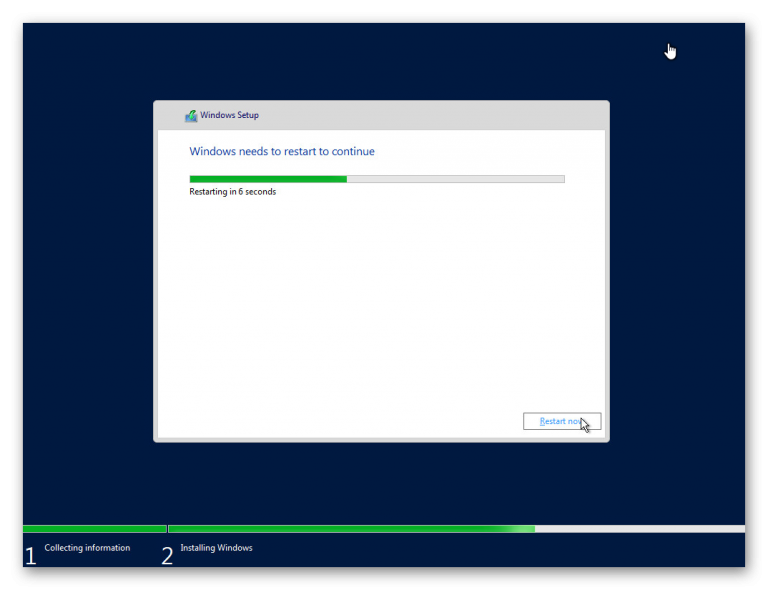 Windows Setup
Windows needs to restart to continue
Restarting in 6 seconds
Restart now
1 Collecting information 2 Installing Windows